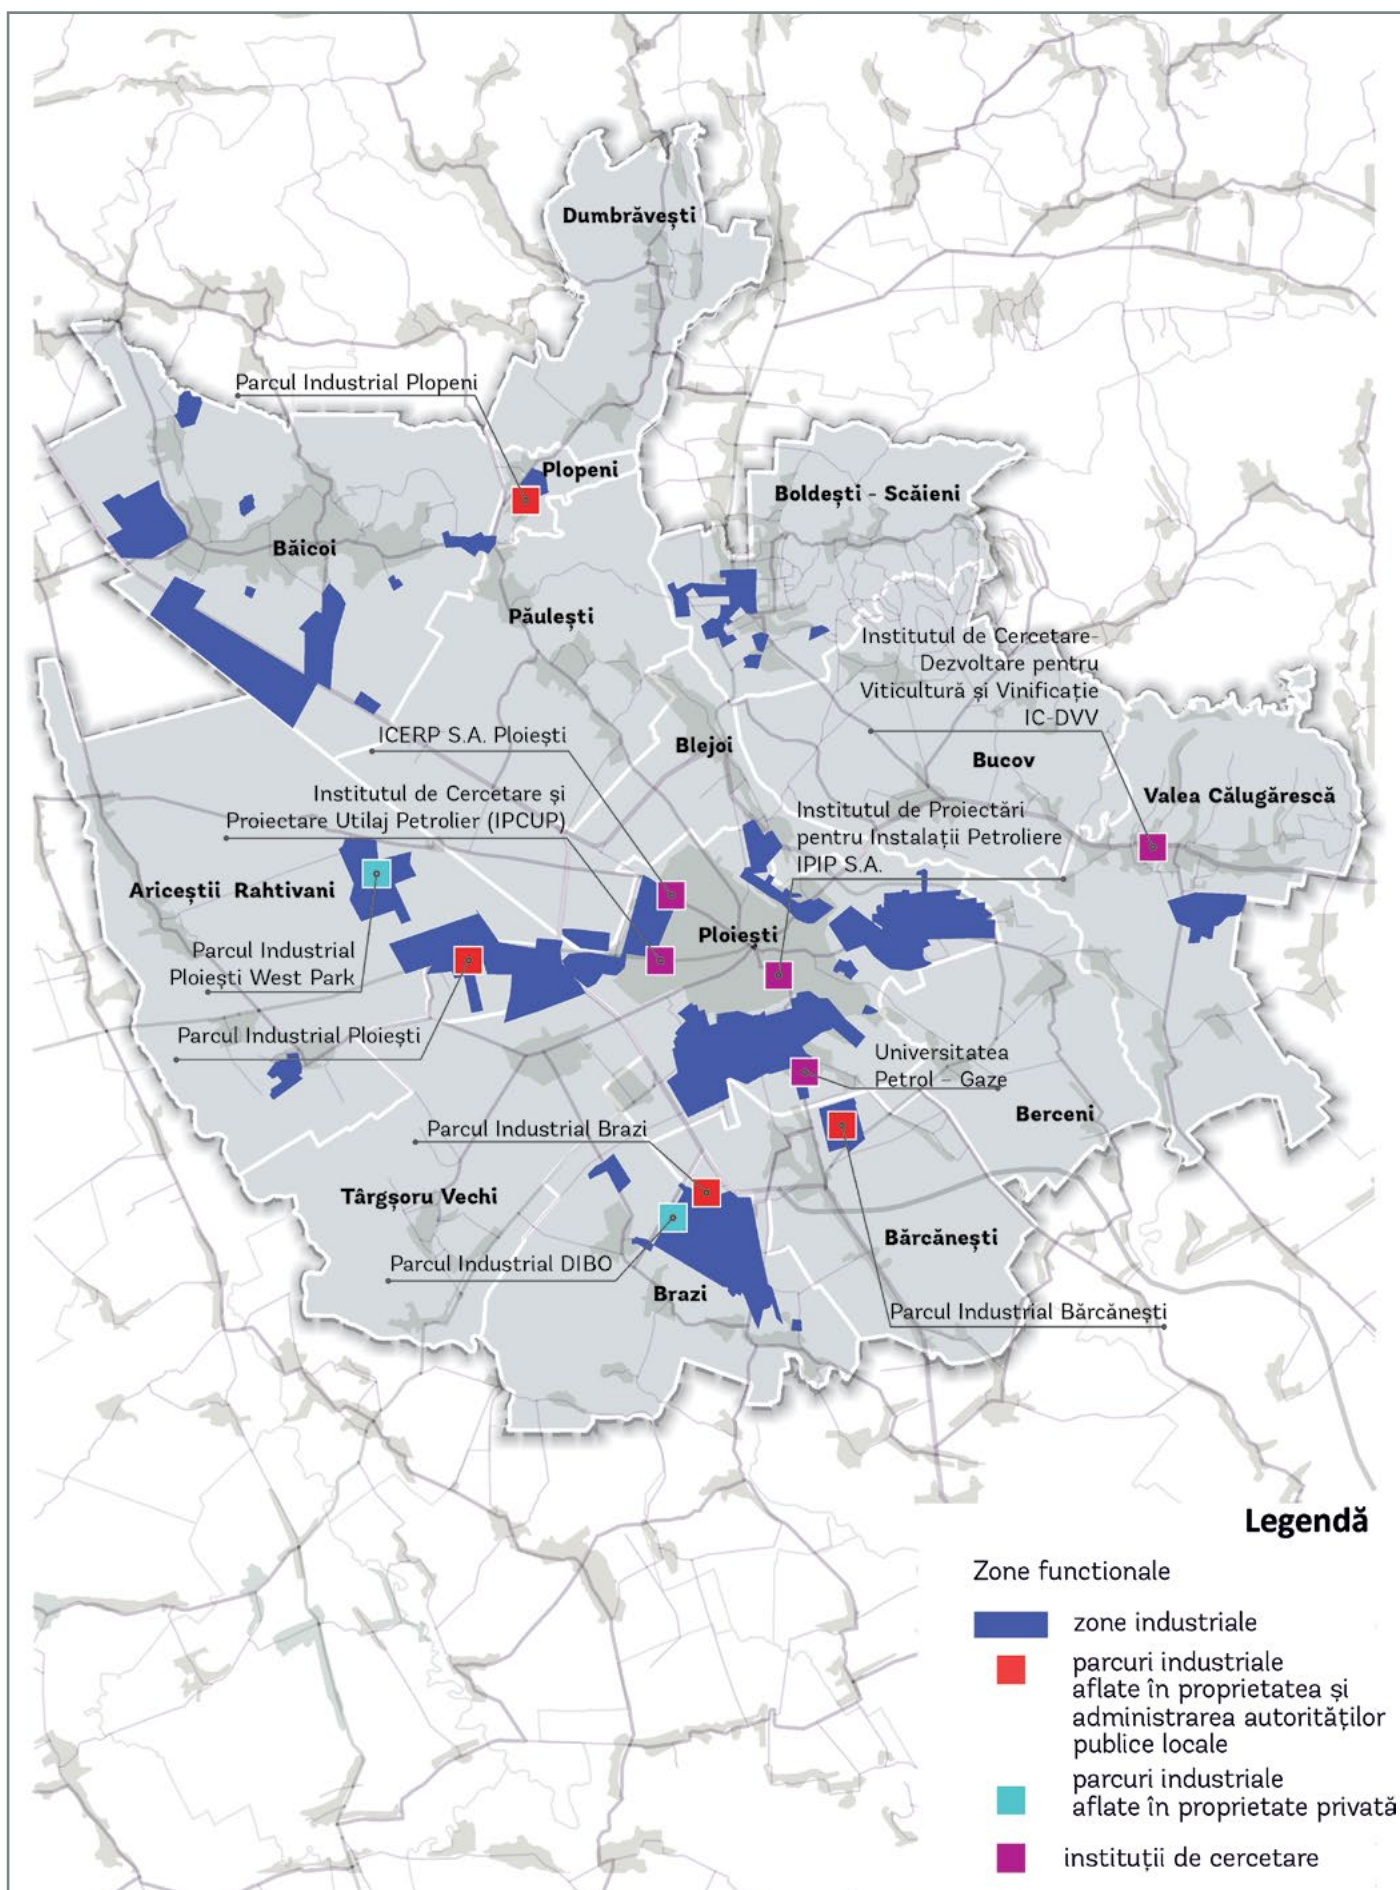 Dumbrăvești
Parcul Industrial Plopeni
Plopeni
Boldești - Scăieni
Băicoi
Păulești
Institutul de Cercetare-
Dezvoltare pentru
Viticultură și Vinificație
IC-DVV
ICERP S.A. Ploiești
Blejoi
Bucov
Valea Călugărescă
Institutul de Cercetare și
Proiectare Utilaj Petrolier (IPCUP)
Institutul de Proiectări
pentru Instalații Petroliere
IPIP S.A.
Ariceștii Rahtivani
Ploiești
Parcul Industrial
Ploiești West Park
Parcul Industrial Ploiești
Universitatea
Petrol - Gaze
Berceni
Parcul Industrial Brazi
Târgșoru Vechi
Bărcănești
Parcul Industrial DIBO
Brazi
Parcul Industrial Bărcănești
Legendă
Zone functionale
zone industriale
parcuri industriale
aflate în proprietatea și
administrarea autorităților
publice locale
parcuri industriale
aflate în proprietate privată
instituții de cercetare